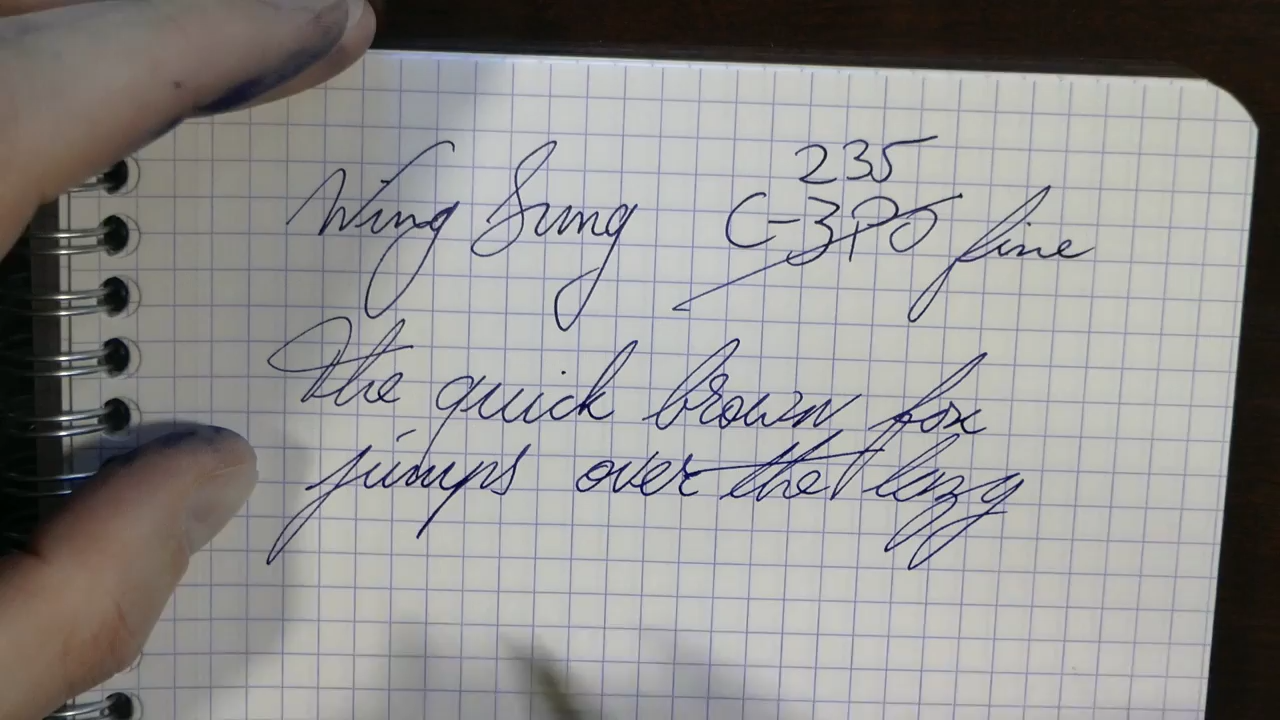 235
Wing Sung C-3PO fine
The quick brown fox
jumps over the lazy